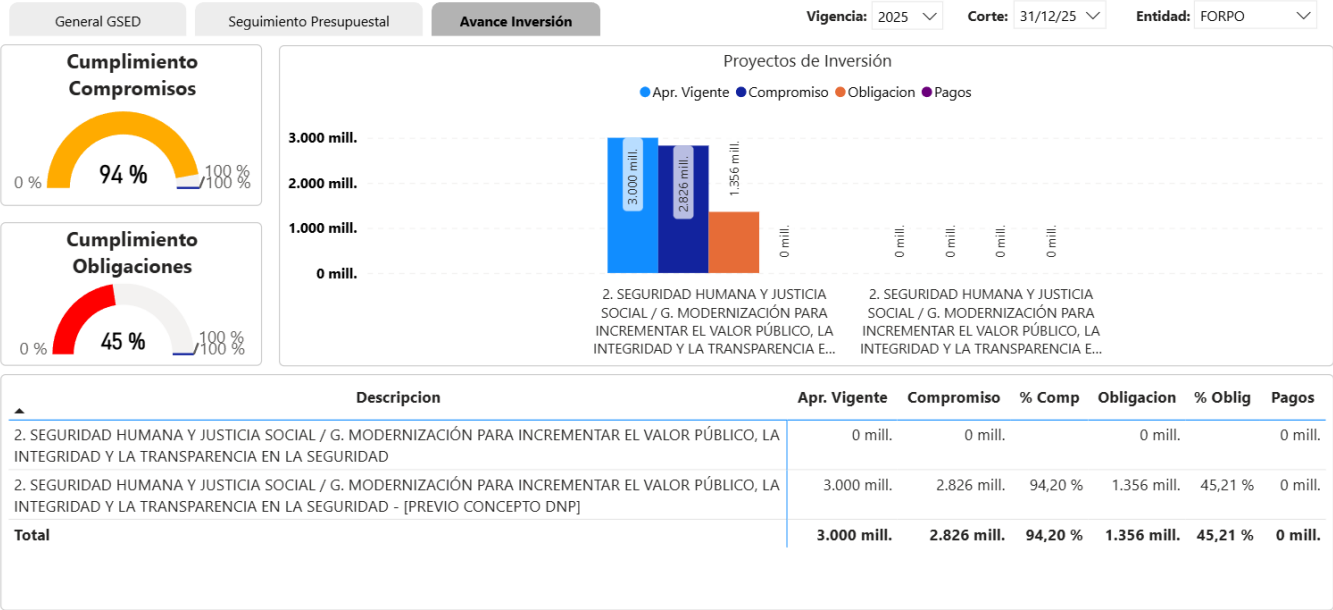 General GSED
Seguimiento Presupuestal
Avance Inversión
Vigencia: 2025
Corte: 31/12/25
Entidad: FORPO
Cumplimiento
Compromisos
94 %
0 %
100 %
100 %
Cumplimiento
Obligaciones
45 %
0 %
100 %
100 %
Proyectos de Inversión
Apr. Vigente Compromiso Obligacion Pagos
3.000 mill.
2.000 mill.
1.000 mill.
0 mill.
3.000 mill.
2.826 mill.
1.356 mill.
0 mill.
0 mill.
0 mill.
0 mill.
0 mill.
2. SEGURIDAD HUMANA Y JUSTICIA
SOCIAL / G. MODERNIZACIÓN PARA
INCREMENTAR EL VALOR PÚBLICO, LA
INTEGRIDAD Y LA TRANSPARENCIA E...
2. SEGURIDAD HUMANA Y JUSTICIA
SOCIAL / G. MODERNIZACIÓN PARA
INCREMENTAR EL VALOR PÚBLICO, LA
INTEGRIDAD Y LA TRANSPARENCIA E...
Descripcion Apr. Vigente Compromiso % Comp Obligacion % Oblig Pagos
2. SEGURIDAD HUMANA Y JUSTICIA SOCIAL / G. MODERNIZACIÓN PARA INCREMENTAR EL VALOR PÚBLICO, LA 0 mill. 0 mill. 0 mill. 0 mill.
INTEGRIDAD Y LA TRANSPARENCIA EN LA SEGURIDAD
2. SEGURIDAD HUMANA Y JUSTICIA SOCIAL / G. MODERNIZACIÓN PARA INCREMENTAR EL VALOR PÚBLICO, LA 3.000 mill. 2.826 mill. 94,20 % 1.356 mill. 45,21 % 0 mill.
INTEGRIDAD Y LA TRANSPARENCIA EN LA SEGURIDAD - [PREVIO CONCEPTO DNP]
Total 3.000 mill. 2.826 mill. 94,20 % 1.356 mill. 45,21 % 0 mill.